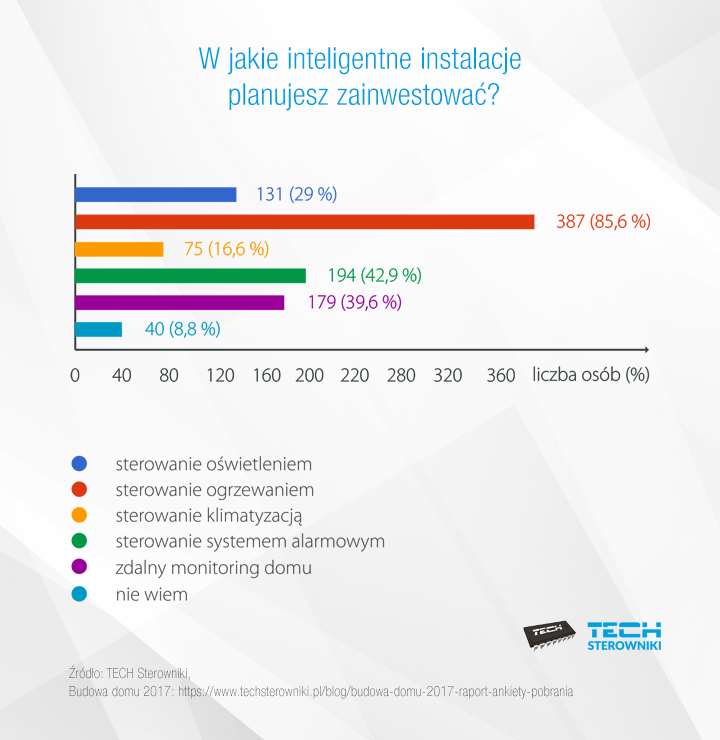 W jakie inteligentne instalacje
planujesz zainwestować?
131 (29 %)
387 (85,6 %)
75 (16,6 %)
194 (42,9 %)
179 (39,6 %)
40 (8,8 %)
0 40 80 120 160 200 220 280 320 360 liczba osób (%)
sterowanie oświetleniem
sterowanie ogrzewaniem
sterowanie klimatyzacją
sterowanie systemem alarmowym
zdalny monitoring domu
nie wiem
TECH
TECH
STEROWNIKI
Źródło: TECH Sterowniki,
Budowa domu 2017: https://www.techsterowniki.pl/blog/budowa-domu-2017-raport-ankiety-pobrania